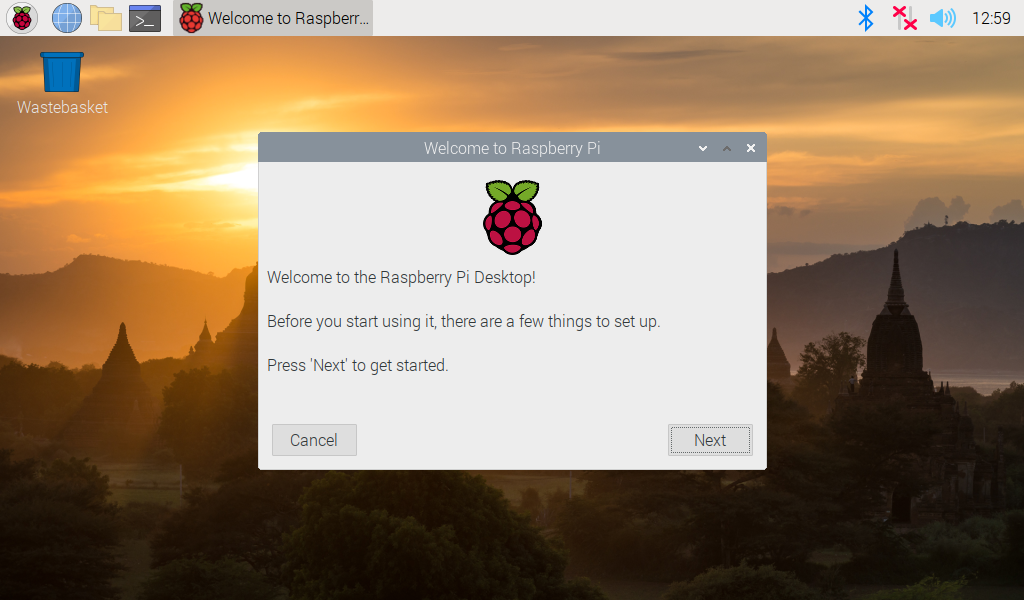 Welcome to Raspberr...
12:59
Wastebasket
Welcome to Raspberry Pi
Welcome to the Raspberry Pi Desktop!
Before you start using it, there are a few things to set up.
Press 'Next' to get started.
Cancel
Next